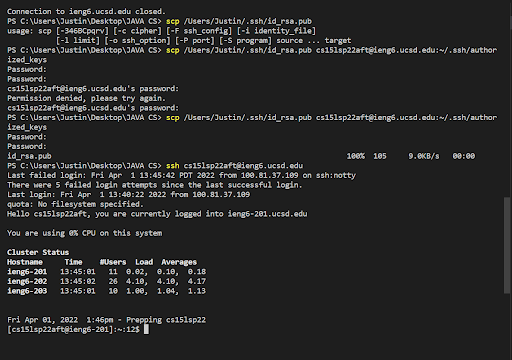 Connection to ieng6.ucsd.edu closed.
PS C:\Users\Justin\Desktop\JAVA CS> scp /Users/Justin/.ssh/id_rsa.pub
usage: scp [-346BCpqrv] [-c cipher] [-F ssh_config] [-i identity_file]
[-l limit] [-o ssh_option] [-P port] [-S program] source ... target
PS C:\Users\Justin\Desktop\JAVA CS> scp /Users/Justin/.ssh/id_rsa.pub cs15lsp22aft@ieng6.ucsd.edu:~/.ssh/author
ized_keys
Password:
Password:
cs15lsp22aft@ieng6.ucsd.edu's password:
Permission denied, please try again.
cs15lsp22aft@ieng6.ucsd.edu's password:
PS C:\Users\Justin\Desktop\JAVA CS> scp /Users/Justin/.ssh/id_rsa.pub cs15lsp22aft@ieng6.ucsd.edu:~/.ssh/author
ized_keys
Password:
Password:
id_rsa.pub 100% 105 9.0KB/s 00:00
PS C:\Users\Justin\Desktop\JAVA CS> ssh cs15lsp22aft@ieng6.ucsd.edu
Last failed login: Fri Apr 1 13:45:42 PDT 2022 from 100.81.37.109 on ssh:notty
There were 5 failed login attempts since the last successful login.
Last login: Fri Apr 1 13:40:22 2022 from 100.81.37.109
quota: No filesystem specified.
Hello cs15lsp22aft, you are currently logged into ieng6-201.ucsd.edu
You are using 0% CPU on this system
Cluster Status
Hostname Time #Users Load Averages
ieng6-201 13:45:01 11 0.02, 0.10, 0.18
ieng6-202 13:45:02 26 4.10, 4.10, 4.17
ieng6-203 13:45:01 10 1.00, 1.04, 1.13
Fri Apr 01, 2022 1:46pm - Prepping cs15lsp22
[cs15lsp22aft@ieng6-201]:~:12$